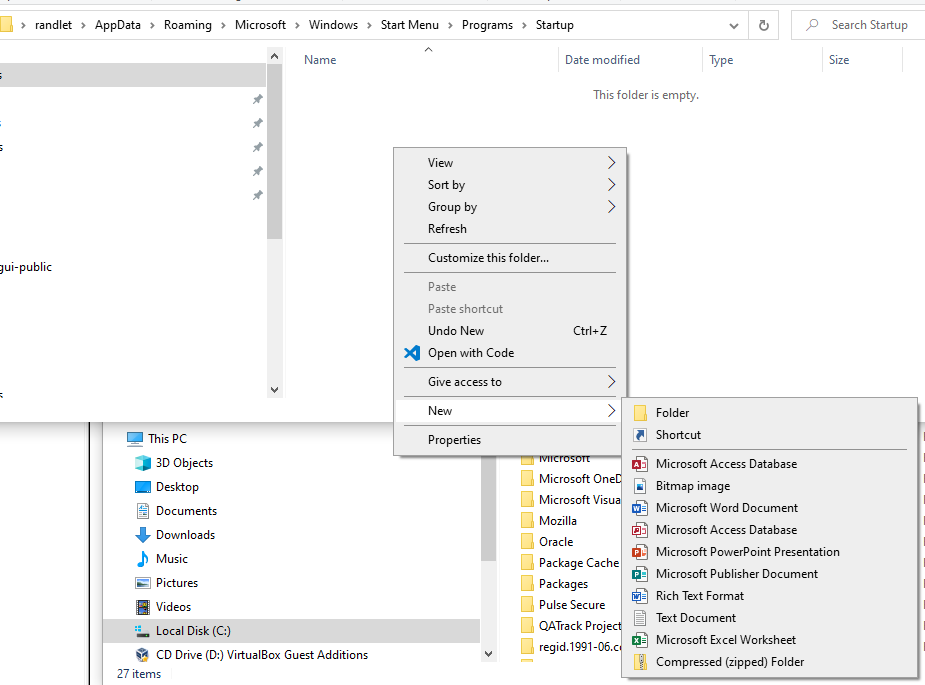 randlet > AppData > Roaming > Microsoft > Windows > Start Menu > Programs > Startup
Search Startup
Name
Date modified
Type
Size
This folder is empty.
s
s
s
gui-public
s
View
Sort by
Group by
Refresh
Customize this folder...
Paste
Paste shortcut
Undo New Ctrl+Z
Open with Code
Give access to
New
Properties
Folder
Shortcut
Microsoft Access Database
Bitmap image
Microsoft Word Document
Microsoft Access Database
Microsoft PowerPoint Presentation
Microsoft Publisher Document
Rich Text Format
Text Document
Microsoft Excel Worksheet
Compressed (zipped) Folder
This PC
3D Objects
Desktop
Documents
Downloads
Music
Pictures
Videos
Local Disk (C:)
CD Drive (D:) VirtualBox Guest Additions
27 items
Microsoft
Microsoft OneD
Microsoft Visua
Mozilla
Oracle
Package Cache
Packages
Pulse Secure
QATrack Project
regid.1991-06.co